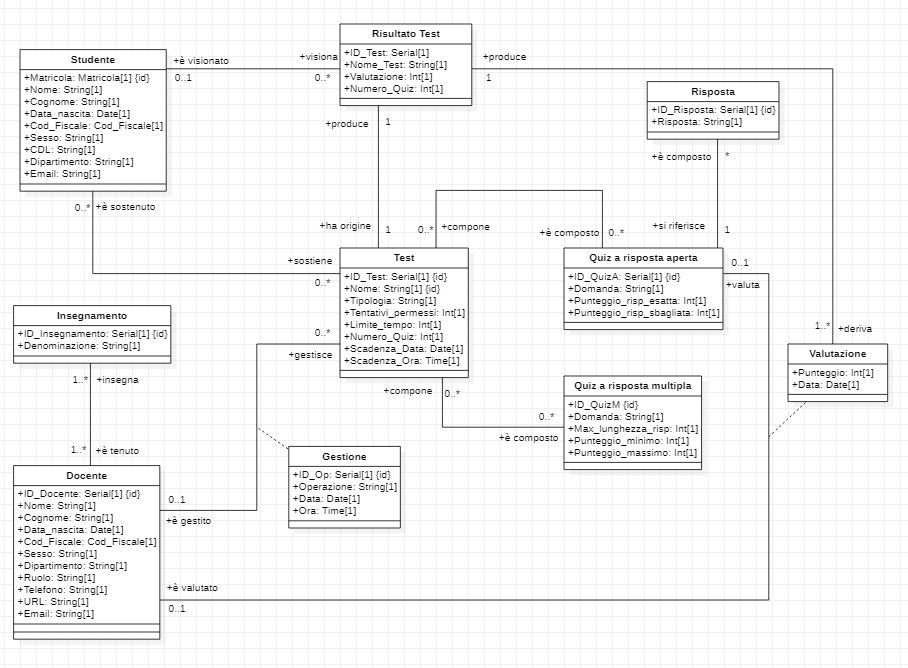 Risultato Test
+ID_Test: Serial[1]
+Nome_Test: String[1]
+Valutazione: Int[1]
+Numero_Quiz: Int[1]
Studente
+Matricola: Matricola[1] {id}
+Nome: String[1]
+Cognome: String[1]
+Data_nascita: Date[1]
+Cod_Fiscale: Cod_Fiscale[1]
+Sesso: String[1]
+CDL: String[1]
+Dipartimento: String[1]
+Email: String[1]
+è visionato
0..1
+visiona
0..*
+produce
1
Risposta
+ID_Risposta: Serial[1] {id}
+Risposta: String[1]
+produce
1
+è composto
*
0..*
+è sostenuto
+ha origine
1
0..*
+compone
+è composto
0..*
+si riferisce
1
+sostiene
0..*
Test
+ID_Test: Serial[1] {id}
+Nome: String[1] {id}
+Tipologia: String[1]
+Tentativi_permessi: Int[1]
+Limite_tempo: Int[1]
+Numero_Quiz: Int[1]
+Scadenza_Data: Date[1]
+Scadenza_Ora: Time[1]
Quiz a risposta aperta
+ID_QuizA: Serial[1] {id}
+Domanda: String[1]
+Punteggio_risp_esatta: Int[1]
+Punteggio_risp_sbagliata: Int[1]
0..1
+valuta
Insegnamento
+ID_Insegnamento: Serial[1] {id}
+Denominazione: String[1]
0..*
+gestisce
1..*
+deriva
Valutazione
+Punteggio: Int[1]
+Data: Date[1]
1..*
+insegna
+compone
0..*
Quiz a risposta multipla
+ID_QuizM {id}
+Domanda: String[1]
+Max_lunghezza_risp: Int[1]
+Punteggio_minimo: Int[1]
+Punteggio_massimo: Int[1]
0..*
+è composto
1..*
+è tenuto
Gestione
+ID_Op: Serial[1] {id}
+Operazione: String[1]
+Data: Date[1]
+Ora: Time[1]
Docente
+ID_Docente: Serial[1] {id}
+Nome: String[1]
+Cognome: String[1]
+Data_nascita: Date[1]
+Cod_Fiscale: Cod_Fiscale[1]
+Sesso: String[1]
+Dipartimento: String[1]
+Ruolo: String[1]
+Telefono: String[1]
+URL: String[1]
+Email: String[1]
0..1
+è gestito
+è valutato
0..1